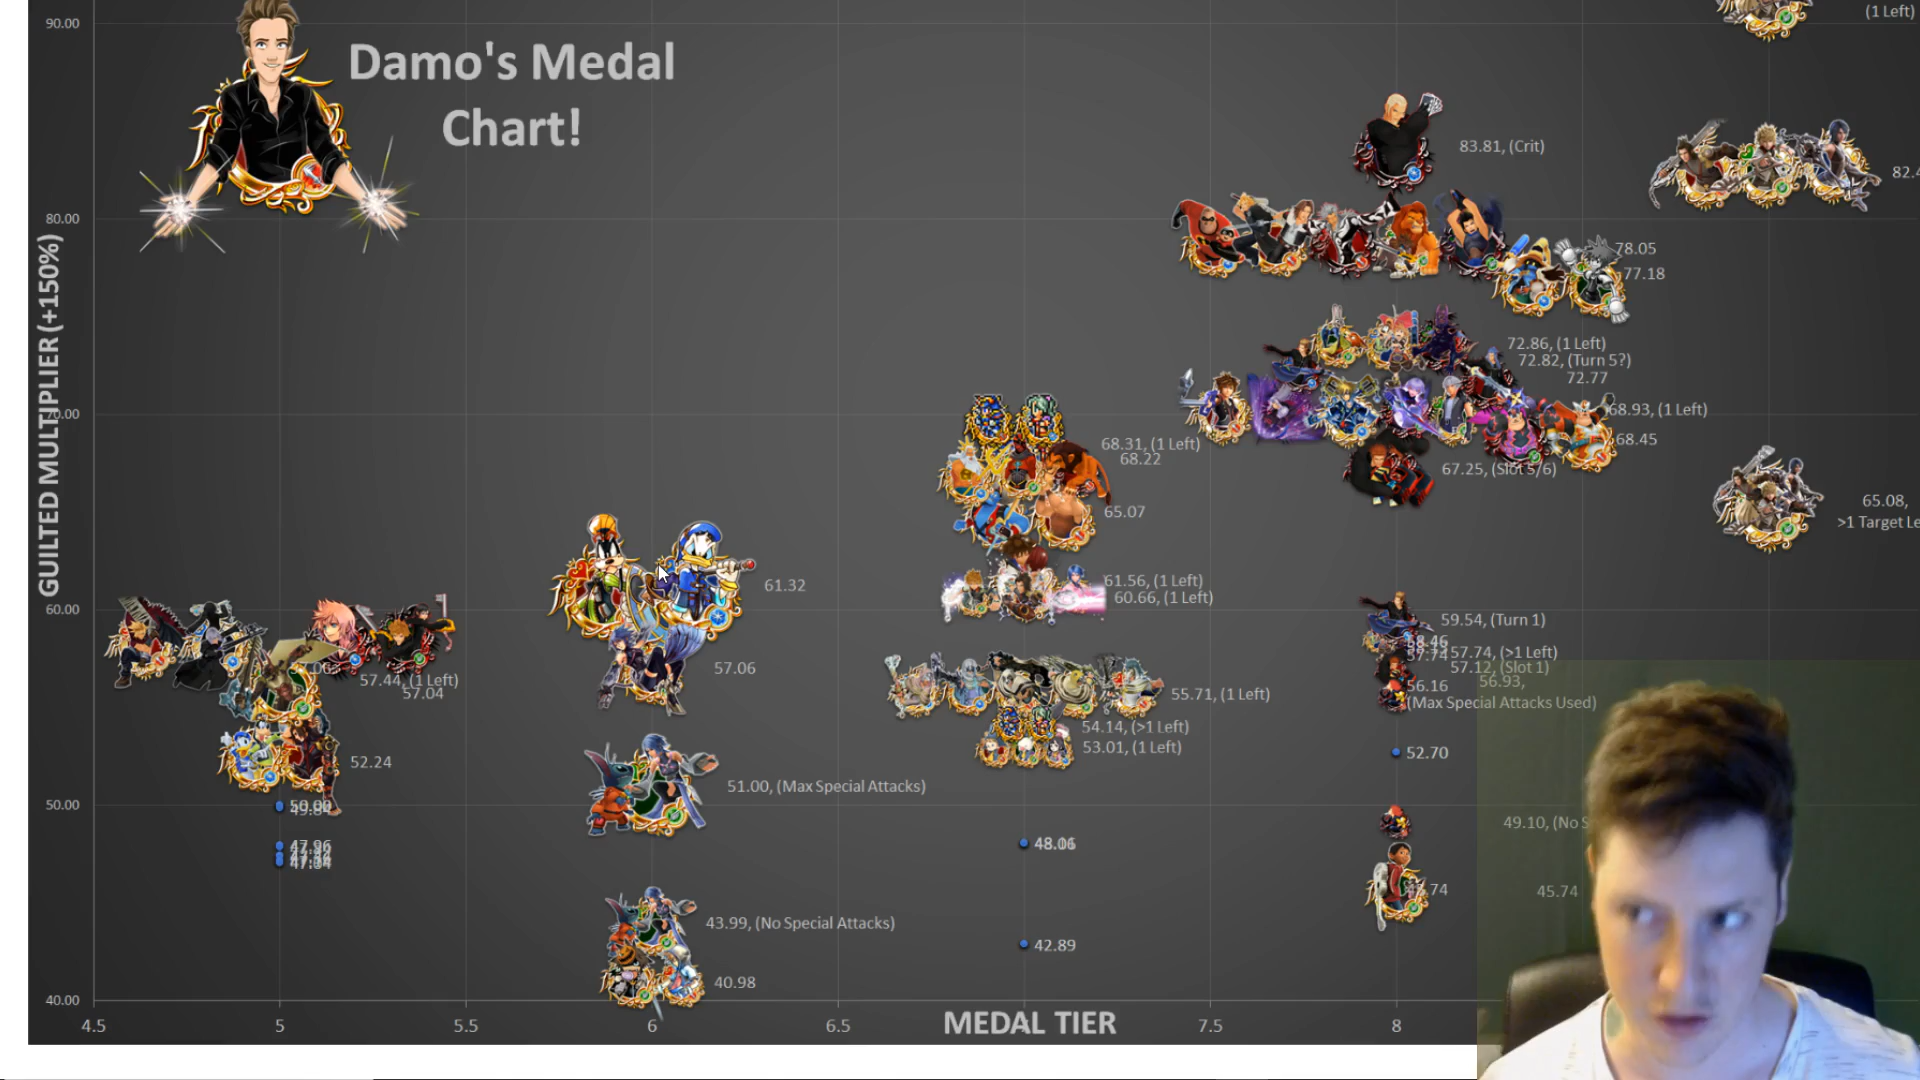 90.00
(1 Left)
Damo's Medal
Chart!
83.81, (Crit)
80.00
78.05
77.18
72.86, (1 Left)
72.82, (Turn 5?)
72.77
68.93, (1 Left)
68.45
68.31, (1 Left)
68.22
67.25, (Slot 5/6)
65.07
65.08,
GUILTED MULTIPLIER (+150%)
61.32
61.56, (1 Left)
60.66, (1 Left)
60.00
59.54, (Turn 1)
57.74, (>1 Left)
57.12, (Slot 1)
57.06
57.44, (1 Left)
57.04
56.93,
56.16
(Max Special Attacks Used)
55.71, (1 Left)
54.14, (>1 Left)
53.01, (1 Left)
52.24
52.70
51.00, (Max Special Attacks)
50.00
49.10, (No S
47.96
48.06
45.74
43.99, (No Special Attacks)
42.89
40.98
40.00
4.5
5
5.5
6
6.5
MEDAL TIER
7.5
8